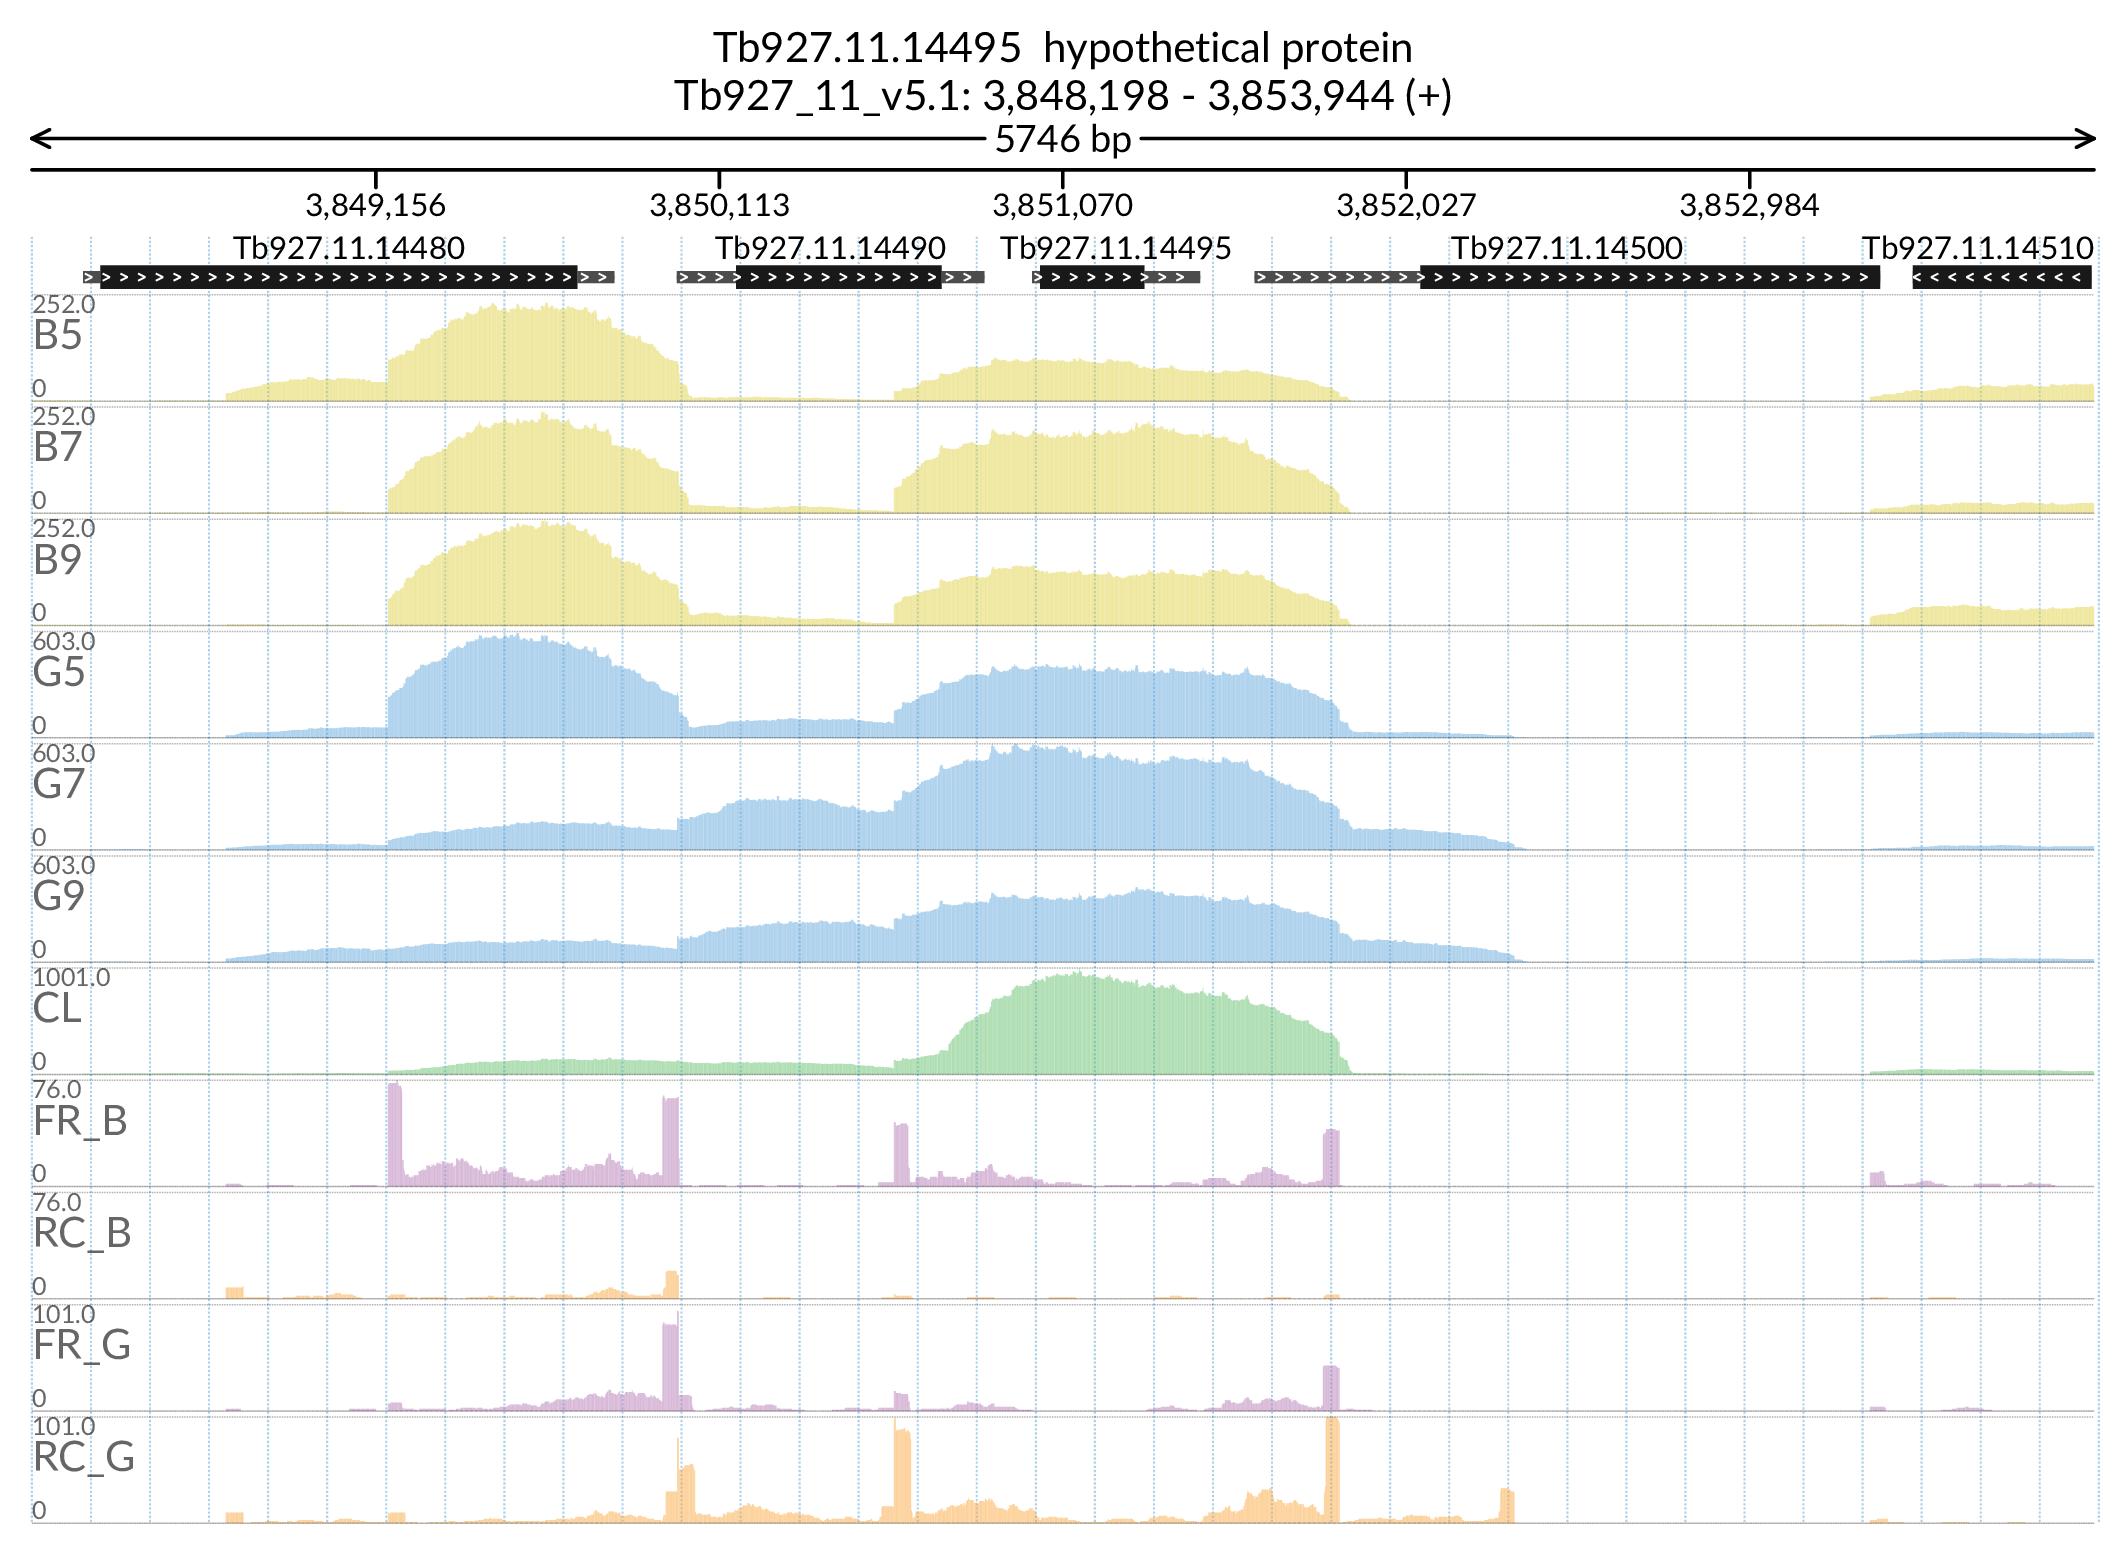 Tb927.11.14495 hypothetical protein
Tb927_11_v5.1: 3,848,198 - 3,853,944 (+)
5746 bp
3,849,156 3,850,113 3,851,070 3,852,027 3,852,984
Tb927.11.14480 Tb927.11.14490 Tb927.11.14495 Tb927.11.14500 Tb927.11.14510
252.0
B5
0
252.0
B7
0
252.0
B9
0
603.0
G5
0
603.0
G7
0
603.0
G9
0
1001.0
CL
0
76.0
FR_B
0
76.0
RC_B
0
101.0
FR_G
0
101.0
RC_G
0